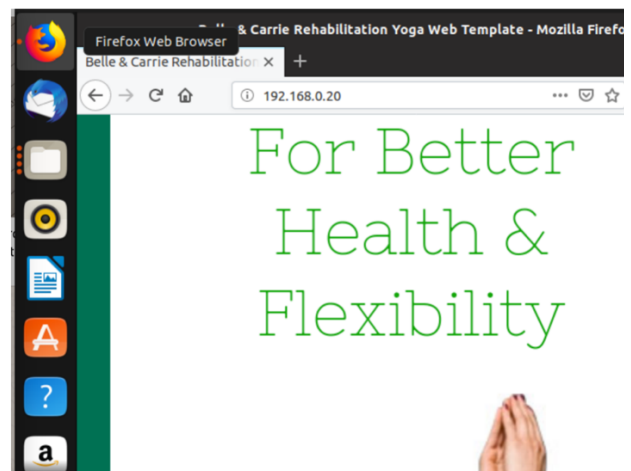 Belle & Carrie Rehabilitation Yoga Web Template - Mozilla Firefo
Firefox Web Browser
Belle & Carrie Rehabilitation
192.168.0.20
For Better
Health &
Flexibility
?
a